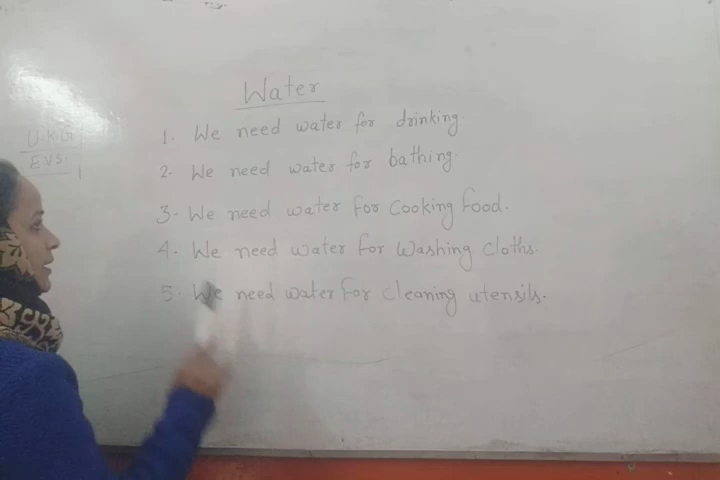 Water
U.K.G
EVS
1. We need water for drinking.
2. We need water for bathing.
3. We need water for cooking food.
4. We need water for washing cloths.
5. We need water for cleaning utensils.